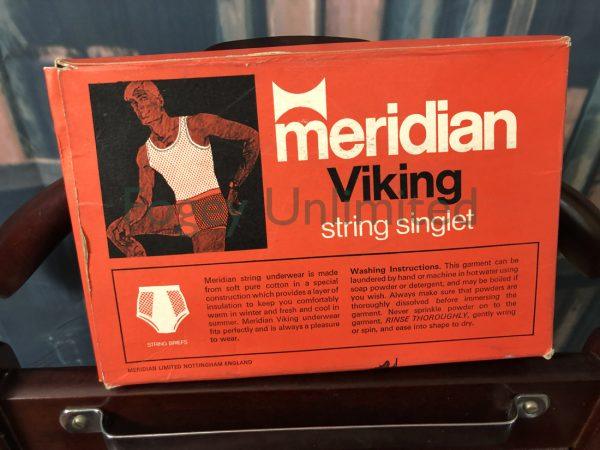 meridian
Viking
string singlet
Fogey Unlimited
Meridian string underwear is made
from soft pure cotton in a special
construction which provides a layer of
insulation to keep you comfortably
warm in winter and fresh and cool in
summer. Meridian Viking underwear
fits perfectly and is always a pleasure
to wear.
Washing Instructions. This garment can be
laundered by hand or machine in hot water using
soap powder or detergent, and may be boiled if
you wish. Always make sure that powders are
thoroughly dissolved before immersing the
garment. Never sprinkle powder on to the
garment. RINSE THOROUGHLY, gently wring
or spin, and ease into shape to dry.
STRING BRIEFS
MERIDIAN LIMITED NOTTINGHAM ENGLAND